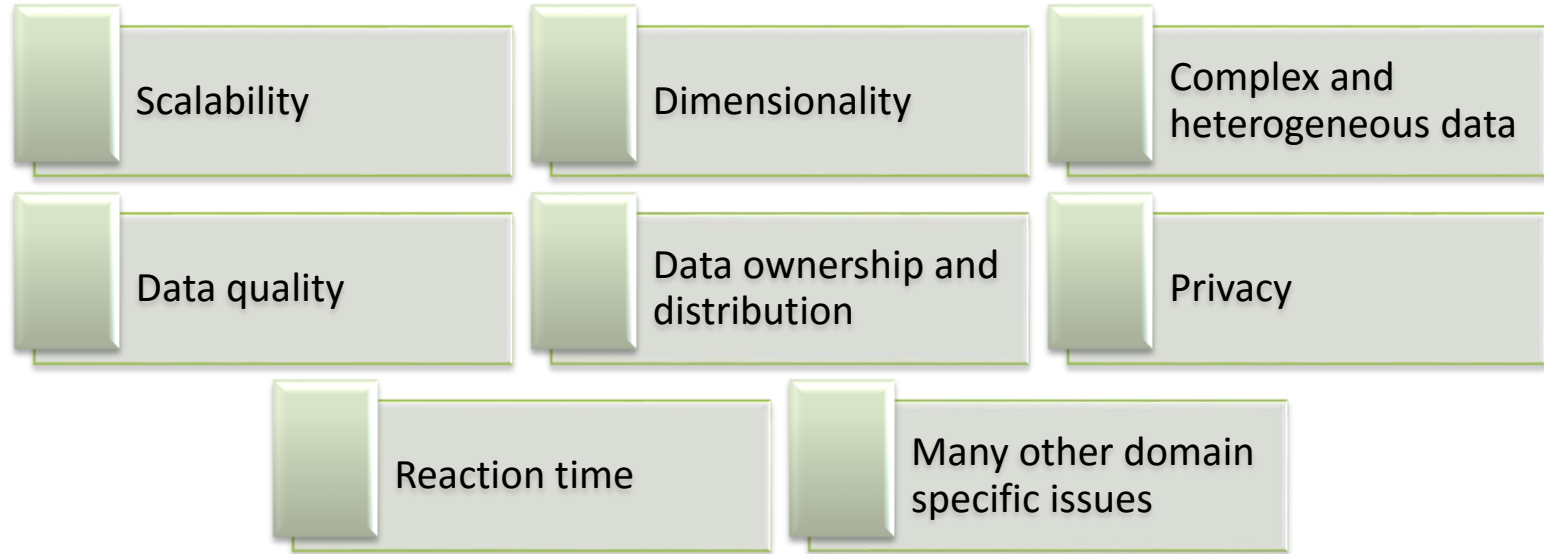 Scalability
Dimensionality
Complex and
heterogeneous data
Data quality
Data ownership and
distribution
Privacy
Reaction time
Many other domain
specific issues